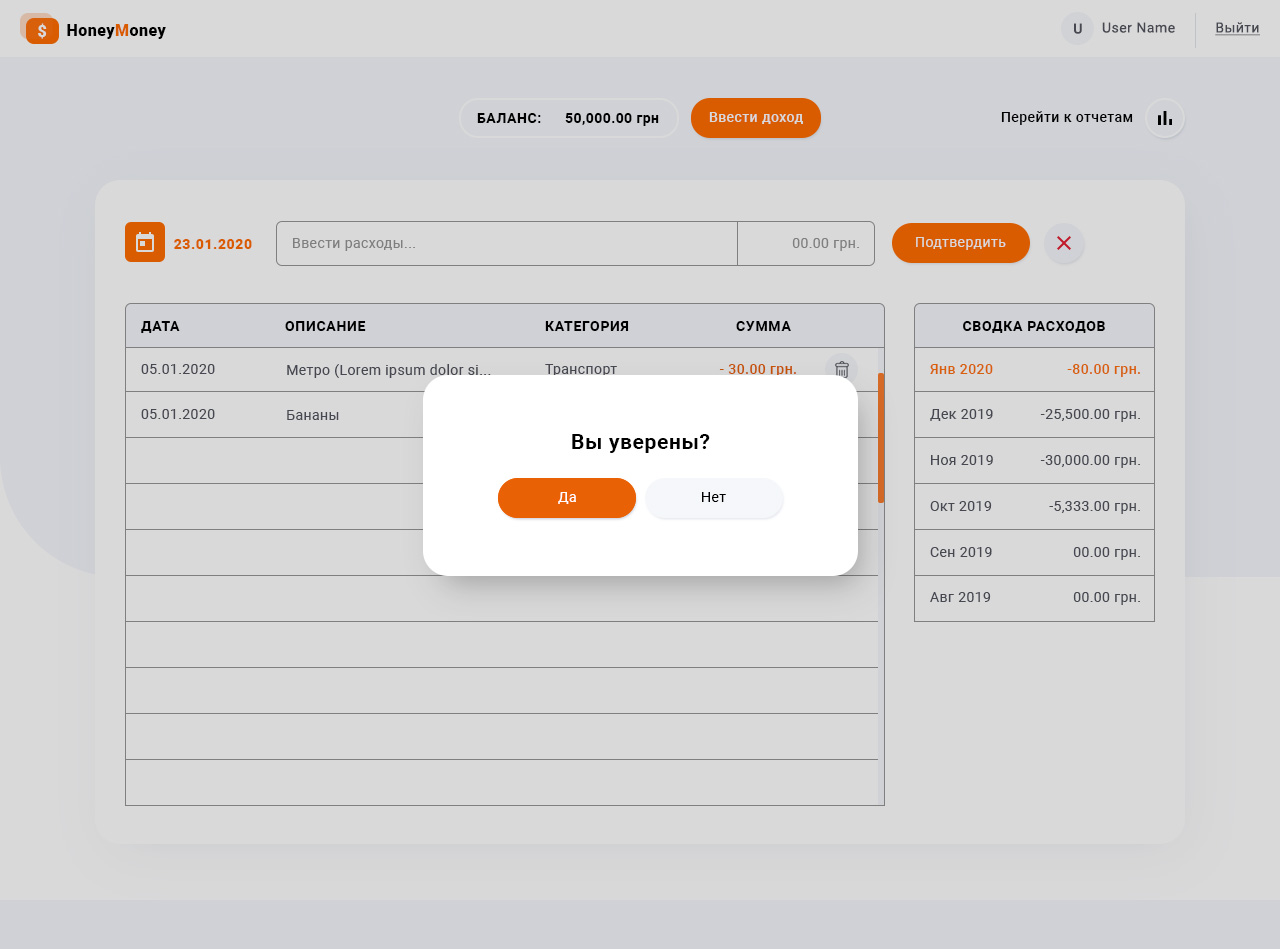 $ HoneyMoney
U User Name Выйти
БАЛАНС: 50,000.00 грн Ввести доход Перейти к отчетам
23.01.2020 Ввести расходы... 00.00 грн. Подтвердить
ДАТА ОПИСАНИЕ КАТЕГОРИЯ СУММА
05.01.2020 Метро (Lorem ipsum dolor si... Транспорт - 30.00 грн.
05.01.2020 Бананы
Вы уверены?
Да Нет
СВОДКА РАСХОДОВ
Янв 2020 -80.00 грн.
Дек 2019 -25,500.00 грн.
Ноя 2019 -30,000.00 грн.
Окт 2019 -5,333.00 грн.
Сен 2019 00.00 грн.
Авг 2019 00.00 грн.